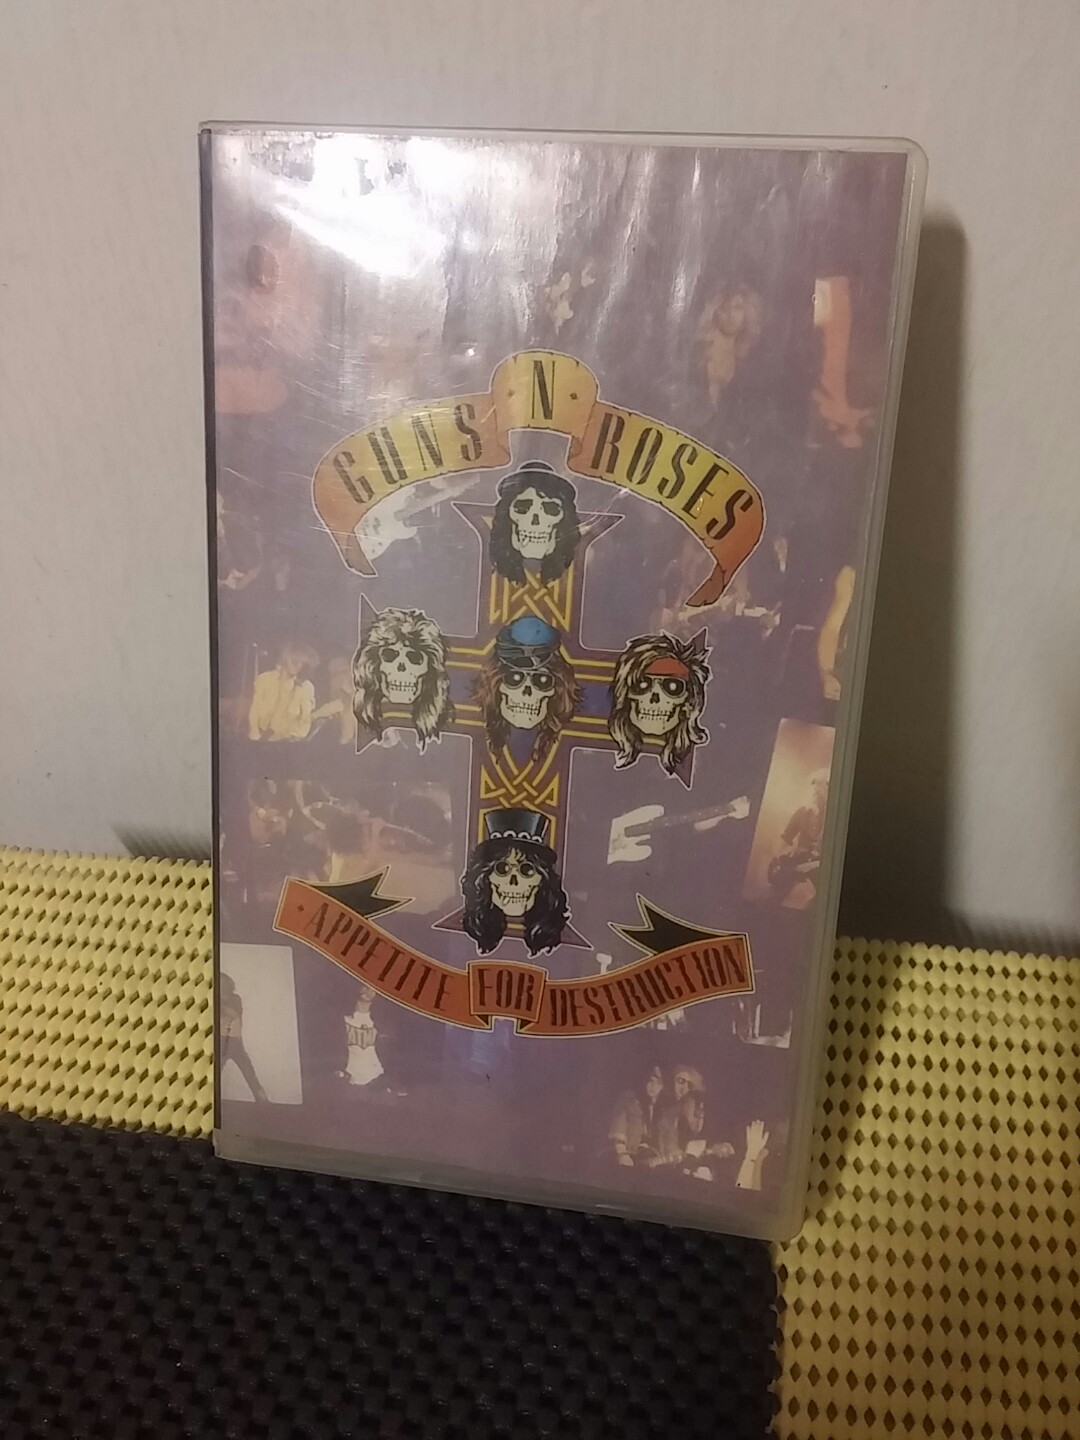 GUNS ·N· ROSES
·APPETITE FOR DESTRUCTION